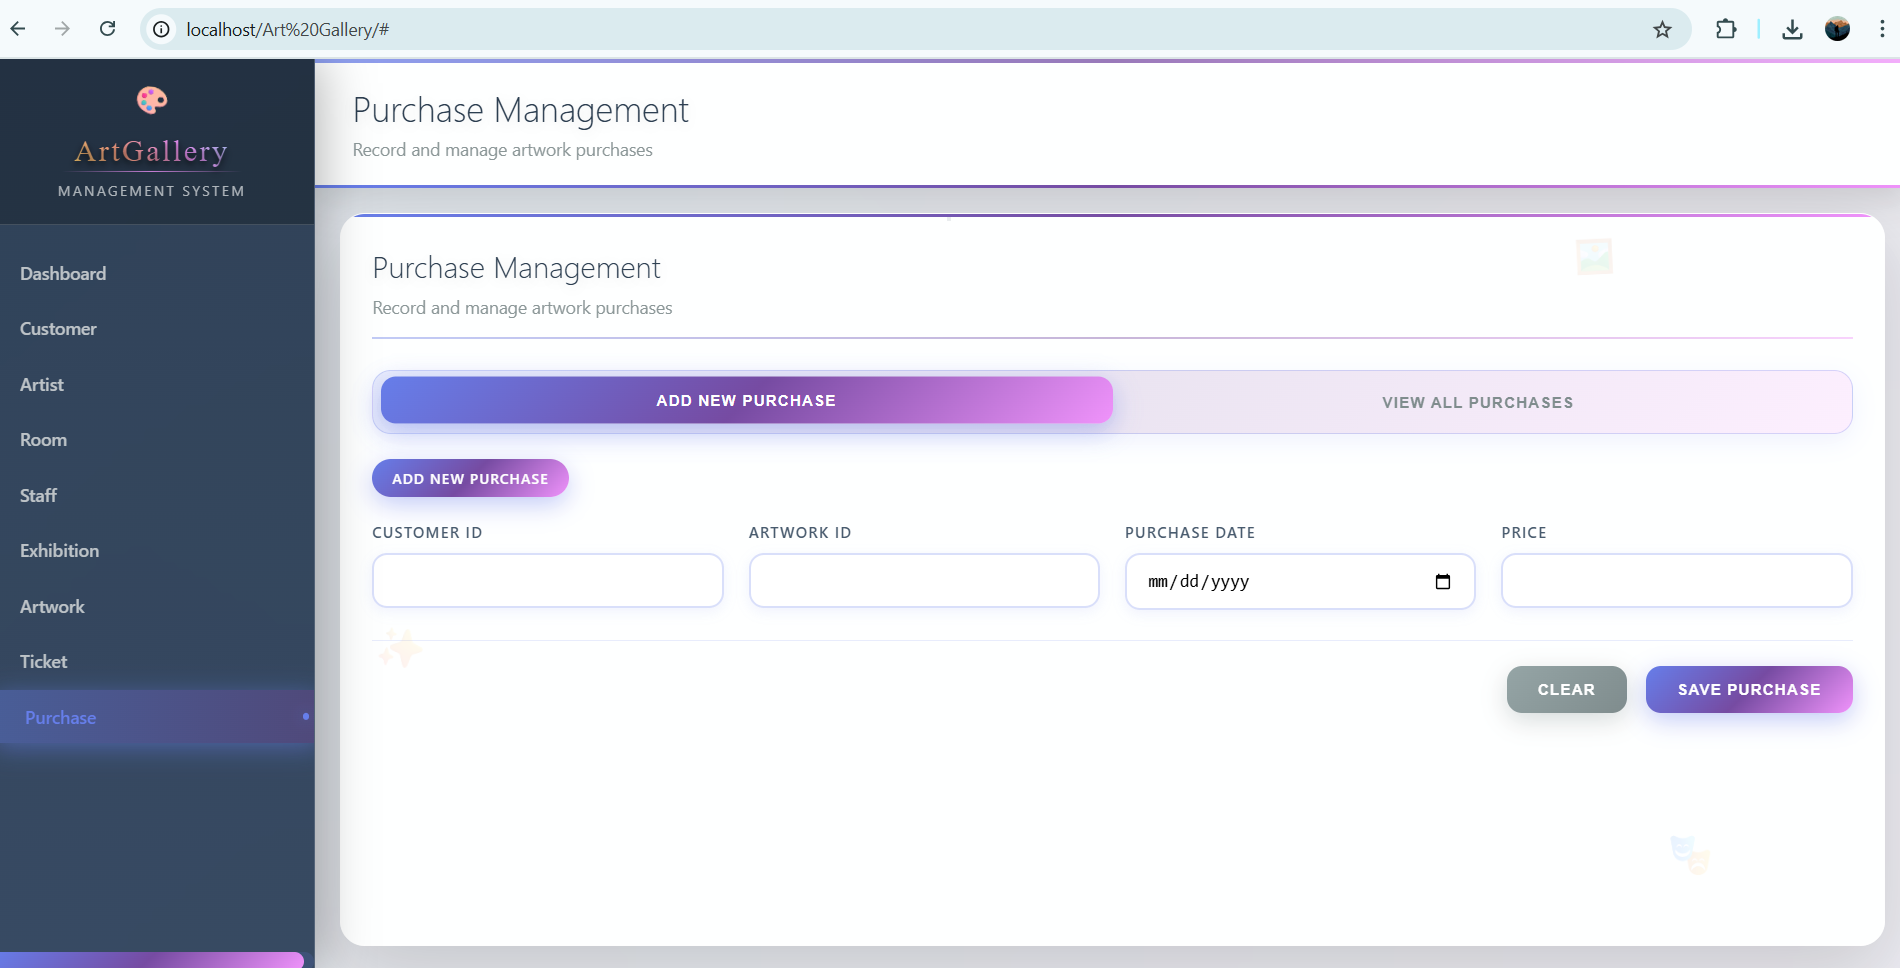 localhost/Art%20Gallery/#
ArtGallery
MANAGEMENT SYSTEM
Dashboard
Customer
Artist
Room
Staff
Exhibition
Artwork
Ticket
Purchase
Purchase Management
Record and manage artwork purchases
Purchase Management
Record and manage artwork purchases
ADD NEW PURCHASE
VIEW ALL PURCHASES
ADD NEW PURCHASE
CUSTOMER ID
ARTWORK ID
PURCHASE DATE
PRICE
mm/dd/yyyy
CLEAR
SAVE PURCHASE